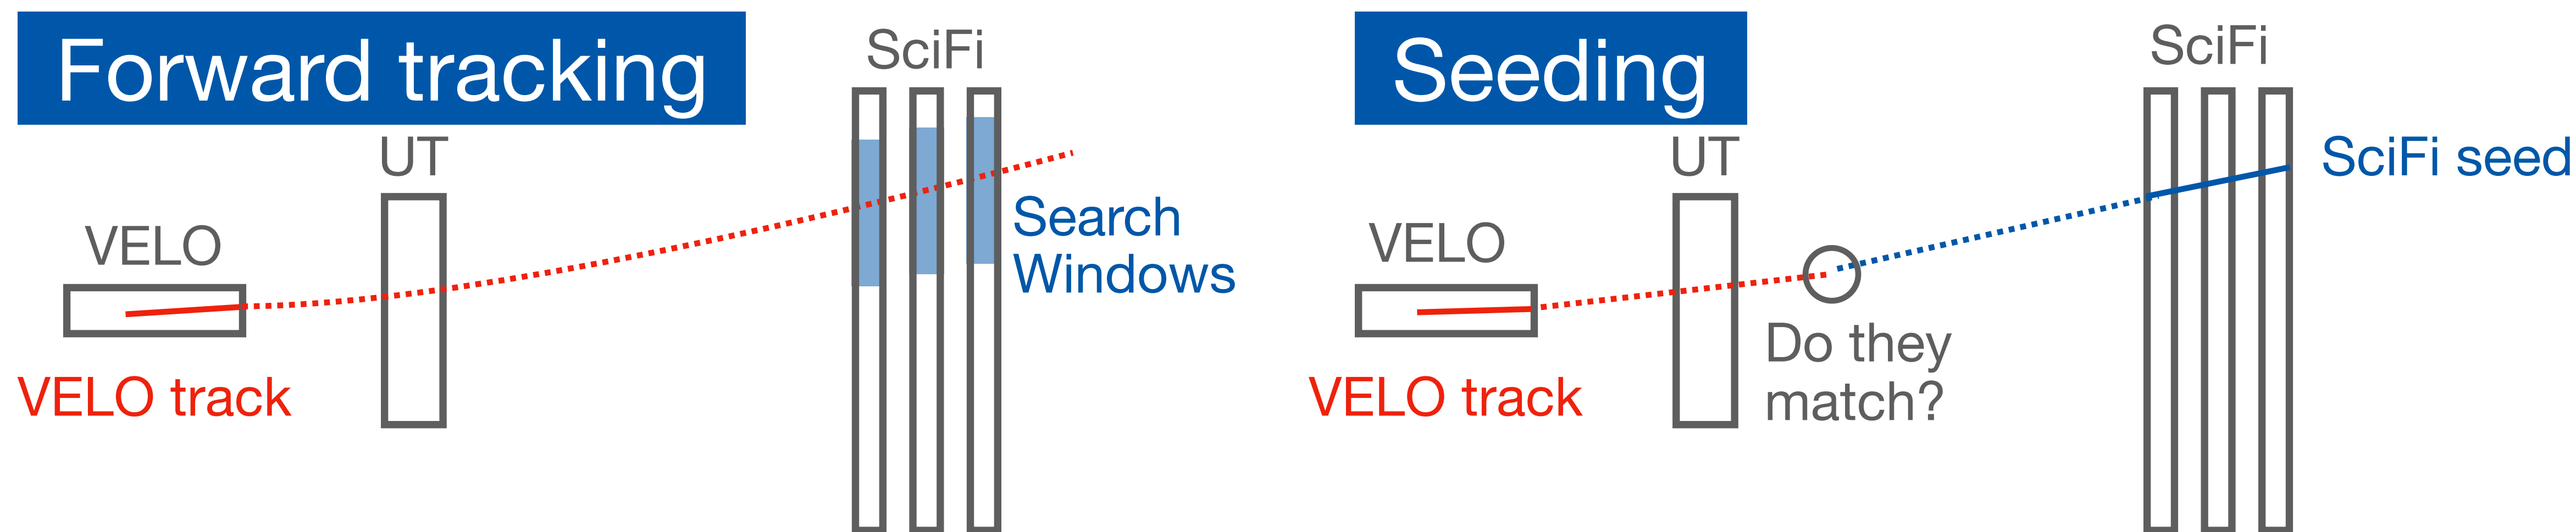 Forward tracking
SciFi
UT
VELO
Search
Windows
VELO track
Seeding
SciFi
UT
SciFi seed
VELO
Do they
match?
VELO track